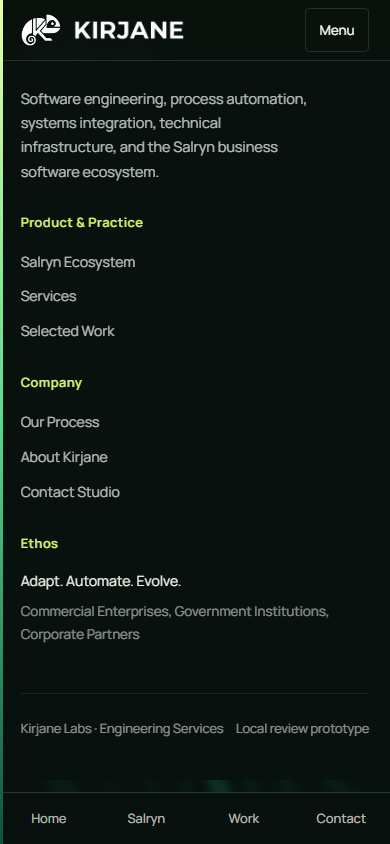 KIRJANE
Menu
Software engineering, process automation,
systems integration, technical
infrastructure, and the Salryn business
software ecosystem.
Product & Practice
Salryn Ecosystem
Services
Selected Work
Company
Our Process
About Kirjane
Contact Studio
Ethos
Adapt. Automate. Evolve.
Commercial Enterprises, Government Institutions,
Corporate Partners
Kirjane Labs · Engineering Services Local review prototype
Home Salryn Work Contact